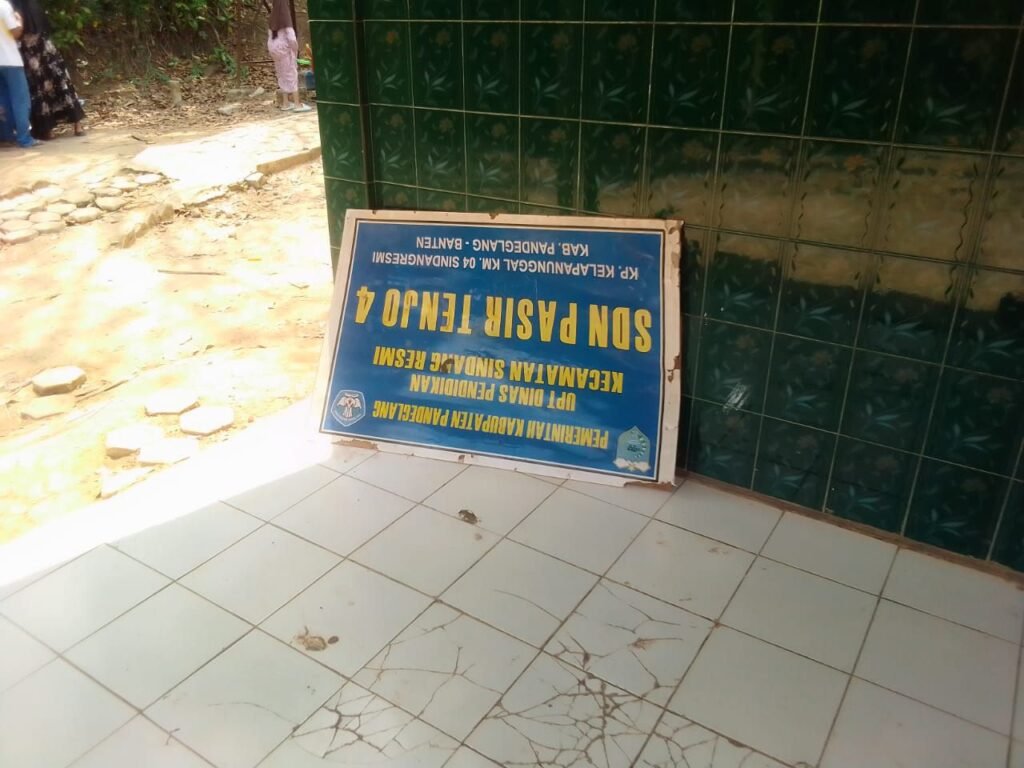 PEMERINTAH KABUPATEN PANDEGLANG
UPT DINAS PENDIDIKAN
KECAMATAN SINDANG RESMI
SDN PASIR TENJO 4
KP. KELAPANUNGGAL KM. 04 SINDANGRESMI
KAB. PANDEGLANG - BANTEN